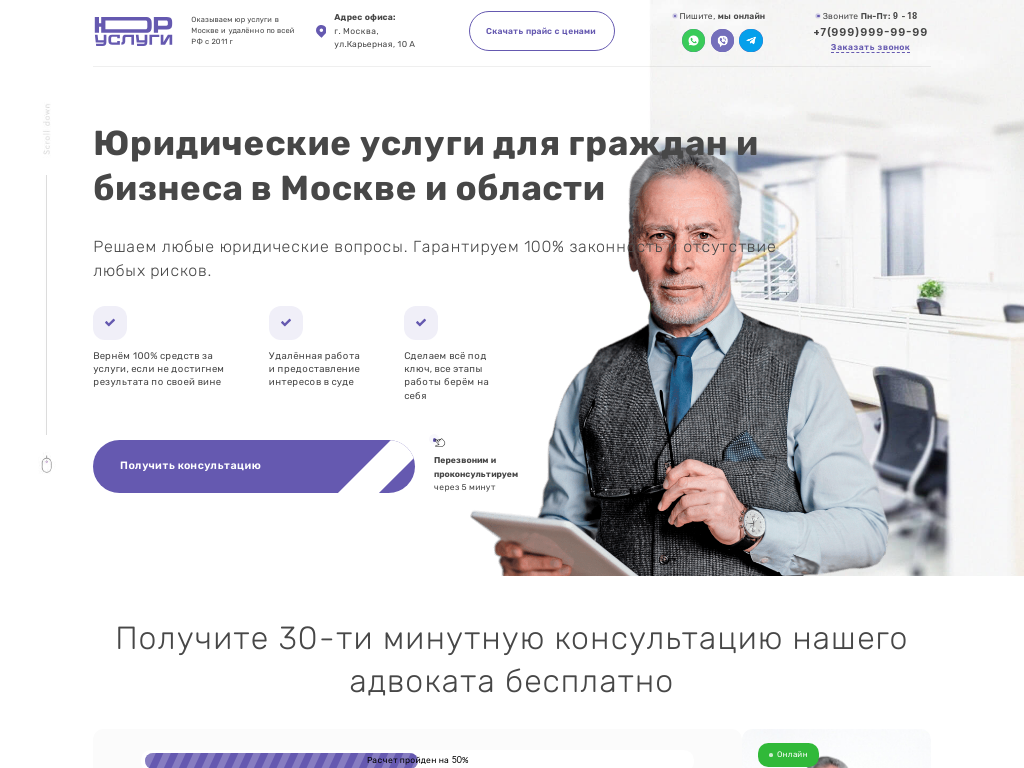 ЮР
УСЛУГИ
Оказываем юр услуги в
Москве и удалённо по всей
РФ с 2011 г
Адрес офиса:
г. Москва,
ул.Карьерная, 10 А
Скачать прайс с ценами
Пишите, мы онлайн
Звоните Пн-Пт: 9 - 18
+7(999)999-99-99
Заказать звонок
Scroll down
Юридические услуги для граждан и
бизнеса в Москве и области
Решаем любые юридические вопросы. Гарантируем 100% законность и отсутствие
любых рисков.
Вернём 100% средств за
услуги, если не достигнем
результата по своей вине
Удалённая работа
и предоставление
интересов в суде
Сделаем всё под
ключ, все этапы
работы берём на
себя
Получить консультацию
Перезвоним и
проконсультируем
через 5 минут
Получите 30-ти минутную консультацию нашего
адвоката бесплатно
Расчет пройден на 50%
Онлайн